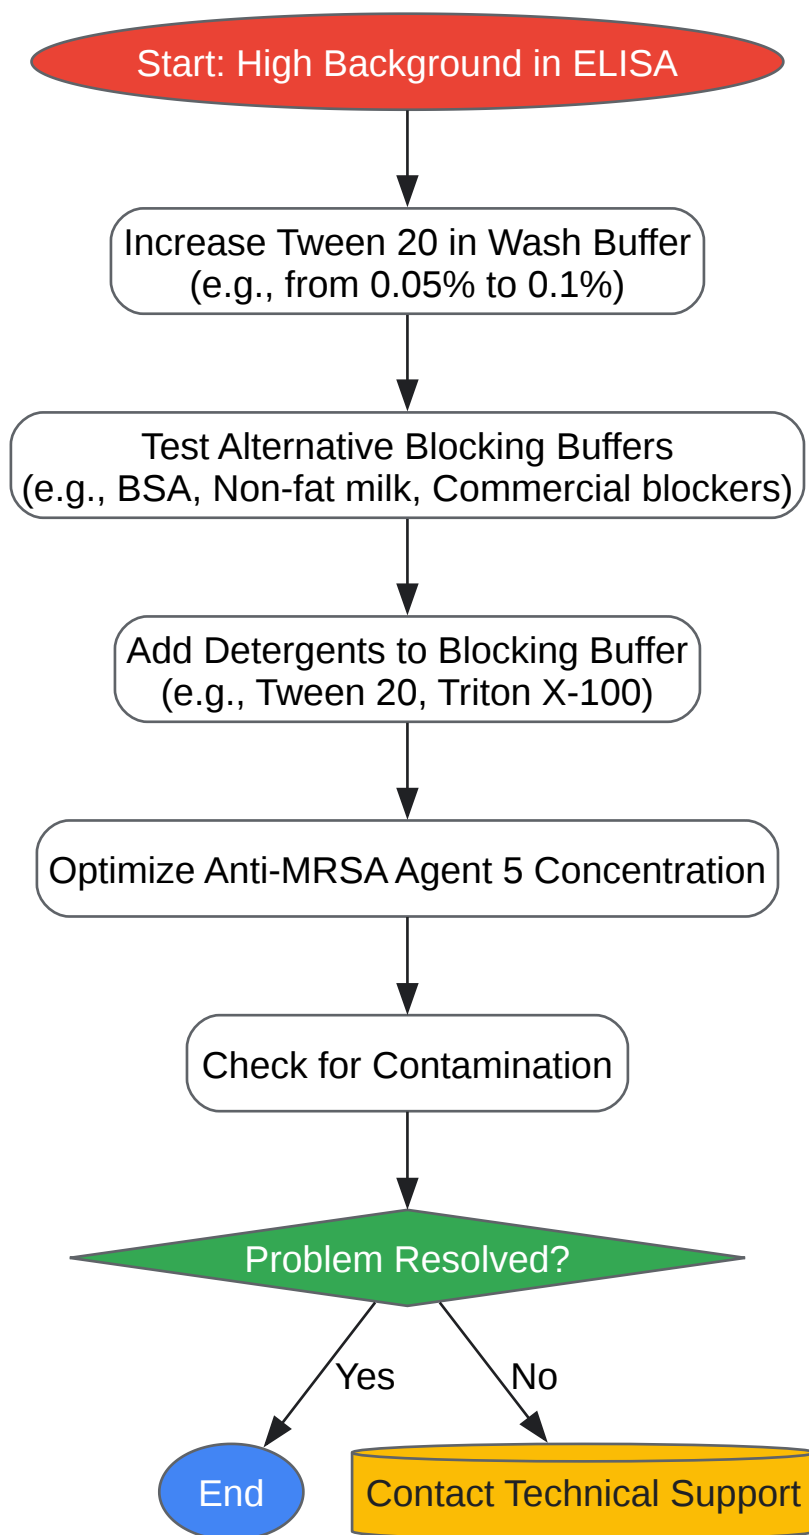 Start: High Background in ELISA
Increase Tween 20 in Wash Buffer
(e.g., from 0.05% to 0.1%)
Test Alternative Blocking Buffers
(e.g., BSA, Non-fat milk, Commercial blockers)
Add Detergents to Blocking Buffer
(e.g., Tween 20, Triton X-100)
Optimize Anti-MRSA Agent 5 Concentration
Check for Contamination
Problem Resolved?
Yes
No
End
Contact Technical Support